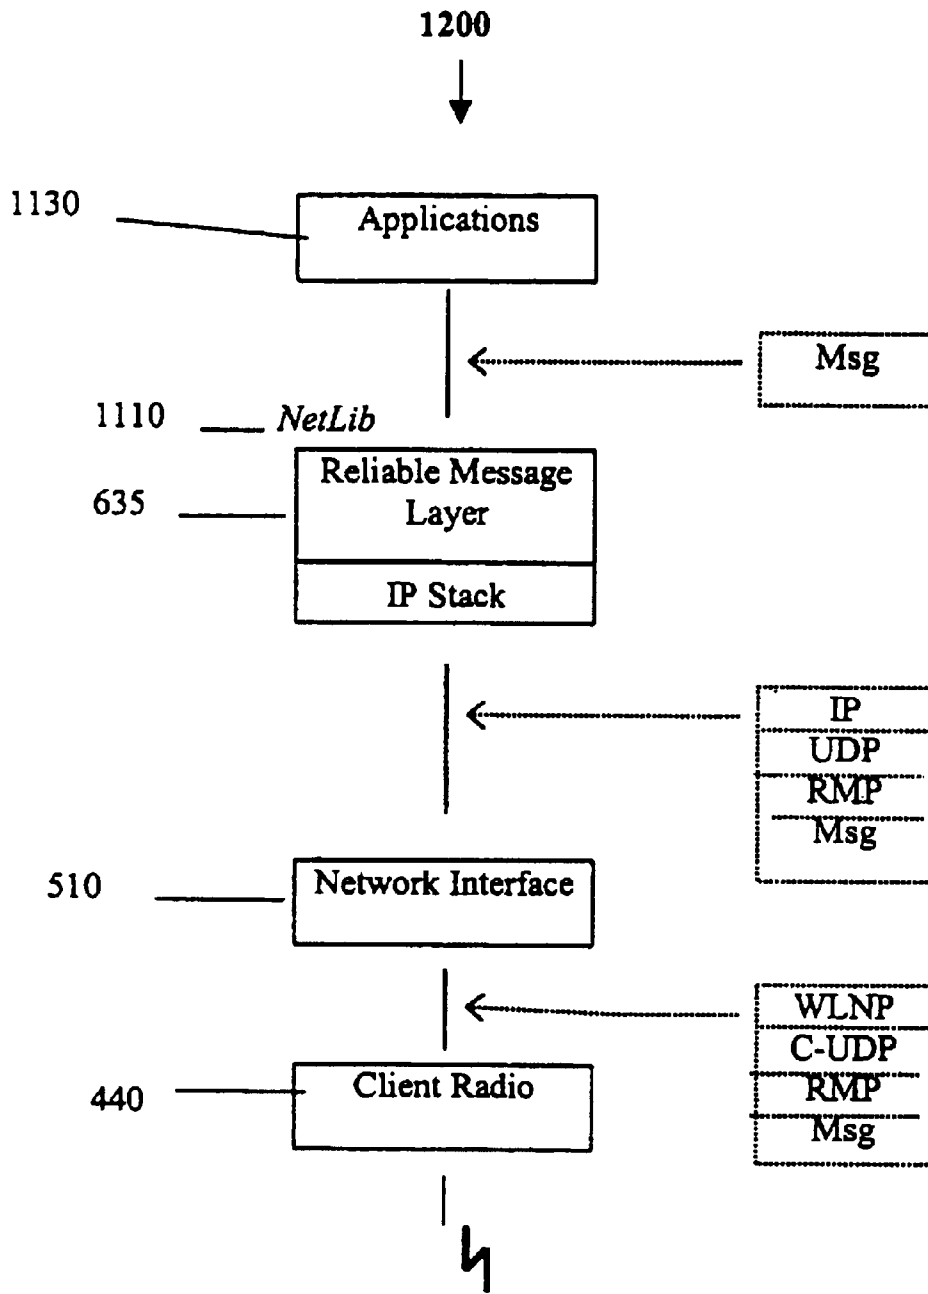 1200
1130
Applications
Msg
1110
NetLib
Reliable Message
Layer
635
IP Stack
IP
UDP
RMP
Msg
510
Network Interface
WLNP
C-UDP
RMP
Msg
440
Client Radio